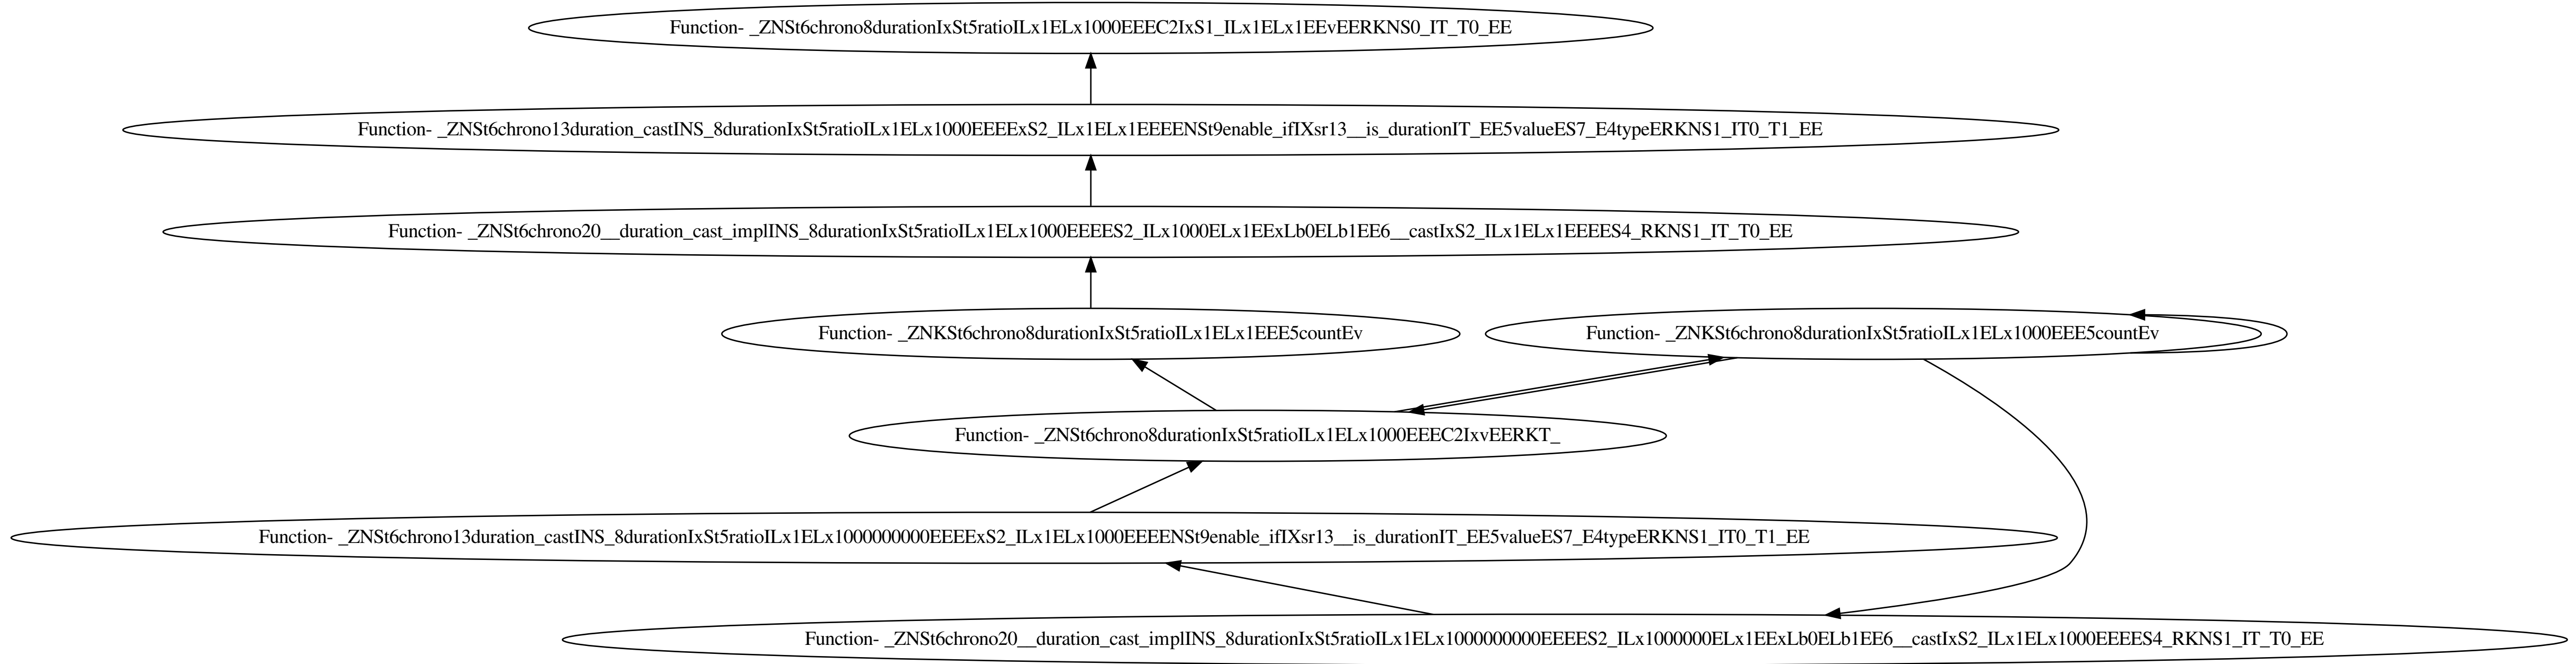 Function- _ZNSt6chrono8durationIxSt5ratioILx1ELx1000EEEC2IxS1_ILx1ELx1EEvEERKNS0_IT_T0_EE
Function- _ZNSt6chrono13duration_castINS_8durationIxSt5ratioILx1ELx1000EEEExS2_ILx1ELx1EEEENSt9enable_ifIXsr13__is_durationIT_EE5valueES7_E4typeERKNS1_IT0_T1_EE
Function- _ZNSt6chrono20__duration_cast_implINS_8durationIxSt5ratioILx1ELx1000EEEES2_ILx1000ELx1EExLb0ELb1EE6__castIxS2_ILx1ELx1EEEES4_RKNS1_IT_T0_EE
Function- _ZNKSt6chrono8durationIxSt5ratioILx1ELx1EEE5countEv
Function- _ZNKSt6chrono8durationIxSt5ratioILx1ELx1000EEE5countEv
Function- _ZNSt6chrono8durationIxSt5ratioILx1ELx1000EEEC2IxvEERKT_
Function- _ZNSt6chrono13duration_castINS_8durationIxSt5ratioILx1ELx1000000000EEEExS2_ILx1ELx1000EEEENSt9enable_ifIXsr13__is_durationIT_EE5valueES7_E4typeERKNS1_IT0_T1_EE
Function- _ZNSt6chrono20__duration_cast_implINS_8durationIxSt5ratioILx1ELx1000000000EEEES2_ILx1000000ELx1EExLb0ELb1EE6__castIxS2_ILx1ELx1000EEEES4_RKNS1_IT_T0_EE